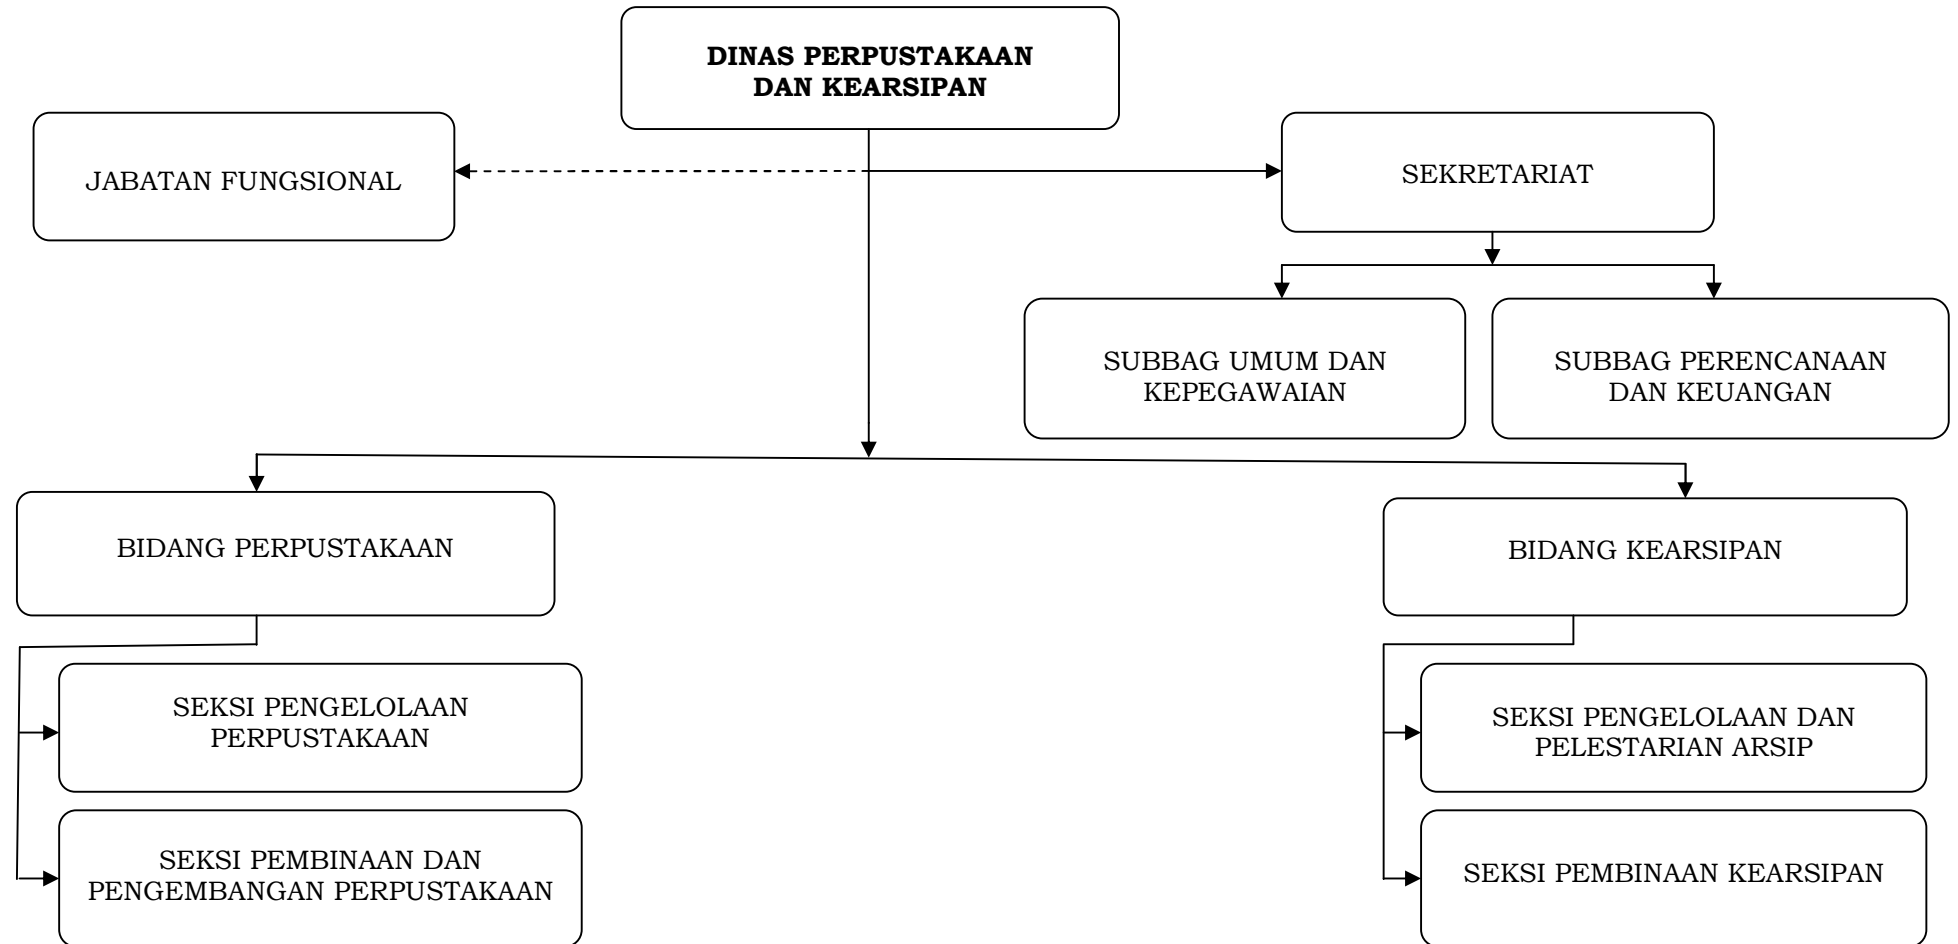 DINAS PERPUSTAKAAN
DAN KEARSIPAN
JABATAN FUNGSIONAL
SEKRETARIAT
SUBBAG UMUM DAN
KEPEGAWAIAN
SUBBAG PERENCANAAN
DAN KEUANGAN
BIDANG PERPUSTAKAAN
BIDANG KEARSIPAN
SEKSI PENGELOLAAN
PERPUSTAKAAN
SEKSI PENGELOLAAN DAN
PELESTARIAN ARSIP
SEKSI PEMBINAAN DAN
PENGEMBANGAN PERPUSTAKAAN
SEKSI PEMBINAAN KEARSIPAN